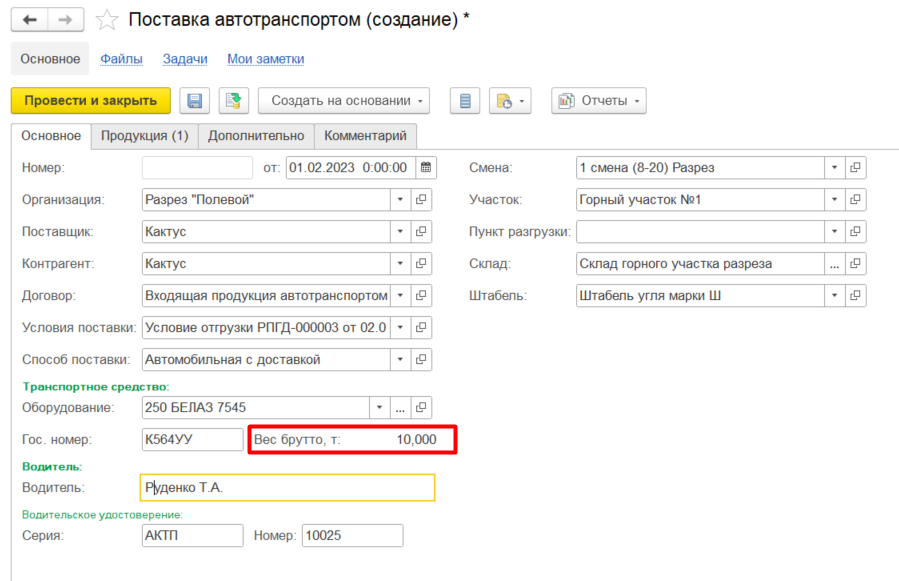 Поставка автотранспортом (создание) *
Основное Файлы Задачи Мои заметки
Провести и закрыть Создать на основании Отчеты
Основное Продукция (1) Дополнительно Комментарий
Номер: от: 01.02.2023 0:00:00 Смена: 1 смена (8-20) Разрез
Организация: Разрез "Полевой" Участок: Горный участок №1
Поставщик: Кактус Пункт разгрузки:
Контрагент: Кактус Склад: Склад горного участка разреза ...
Договор: Входящая продукция автотранспортом Штабель: Штабель угля марки Ш
Условия поставки: Условие отгрузки РПГД-000003 от 02.0
Способ поставки: Автомобильная с доставкой
Транспортное средство:
Оборудование: 250 БЕЛАЗ 7545 ...
Гос. номер: К564УУ Вес брутто, т: 10,000
Водитель:
Водитель: Руденко Т.А.
Водительское удостоверение:
Серия: АКТП Номер: 10025